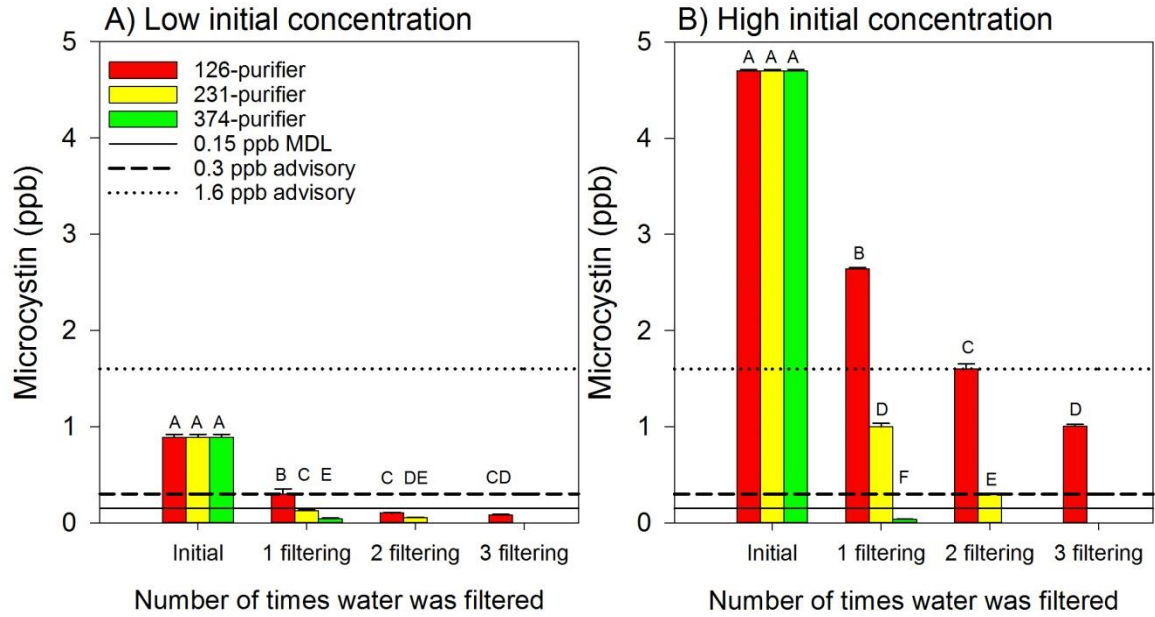 A) Low initial concentration
5
4
3
2
1
0
Microcystin (ppb)
126-purifier
231-purifier
374-purifier
0.15 ppb MDL
0.3 ppb advisory
1.6 ppb advisory
A A A
B C E
C DE
CD
Initial 1 filtering 2 filtering 3 filtering
Number of times water was filtered
B) High initial concentration
5
4
3
2
1
0
Microcystin (ppb)
A A A
B
C
D
D
F
E
Initial 1 filtering 2 filtering 3 filtering
Number of times water was filtered